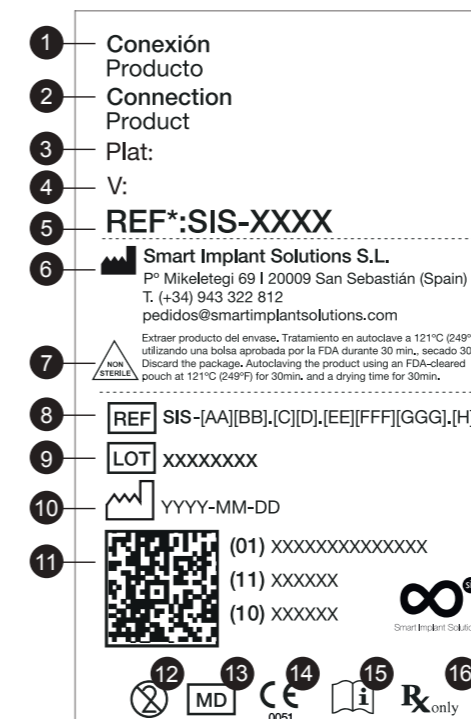 1 Conexión
Producto
2 Connection
Product
3 Plat:
4 V:
5 REF*:SIS-XXXX
6 Smart Implant Solutions S.L.
Pº Mikeletegi 69 I 20009 San Sebastián (Spain)
T. (+34) 943 322 812
pedidos@smartimplantsolutions.com
Extraer producto del envase. Tratamiento en autoclave a 121ºC (249º
utilizando una bolsa aprobada por la FDA durante 30 min., secado 30
7 NON STERILE Discard the package. Autoclaving the product using an FDA-cleared
pouch at 121ºC (249ºF) for 30min. and a drying time for 30min.
8 REF SIS-[AA][BB].[C][D].[EE][FFF][GGG].[H]
9 LOT XXXXXXXX
10 YYYY-MM-DD
11 (01) XXXXXXXXXXXXXX
(11) XXXXXX
(10) XXXXXX
Smart Implant
12 13 14 15 16
2 MD CE i Rx only
0051